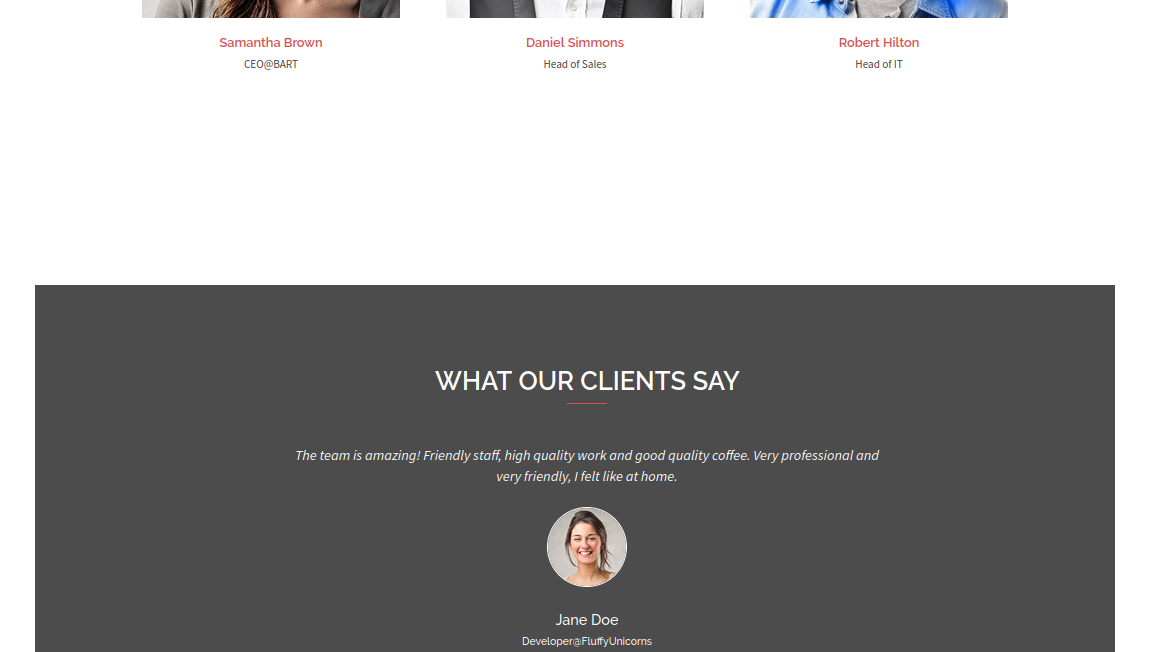 Samantha Brown
Daniel Simmons
Robert Hilton
CEO@BART
Head of Sales
Head of IT
WHAT OUR CLIENTS SAY
The team is amazing! Friendly staff, high quality work and good quality coffee. Very professional and
very friendly, I felt like at home.
Jane Doe
Developer@FluffyUnicorns